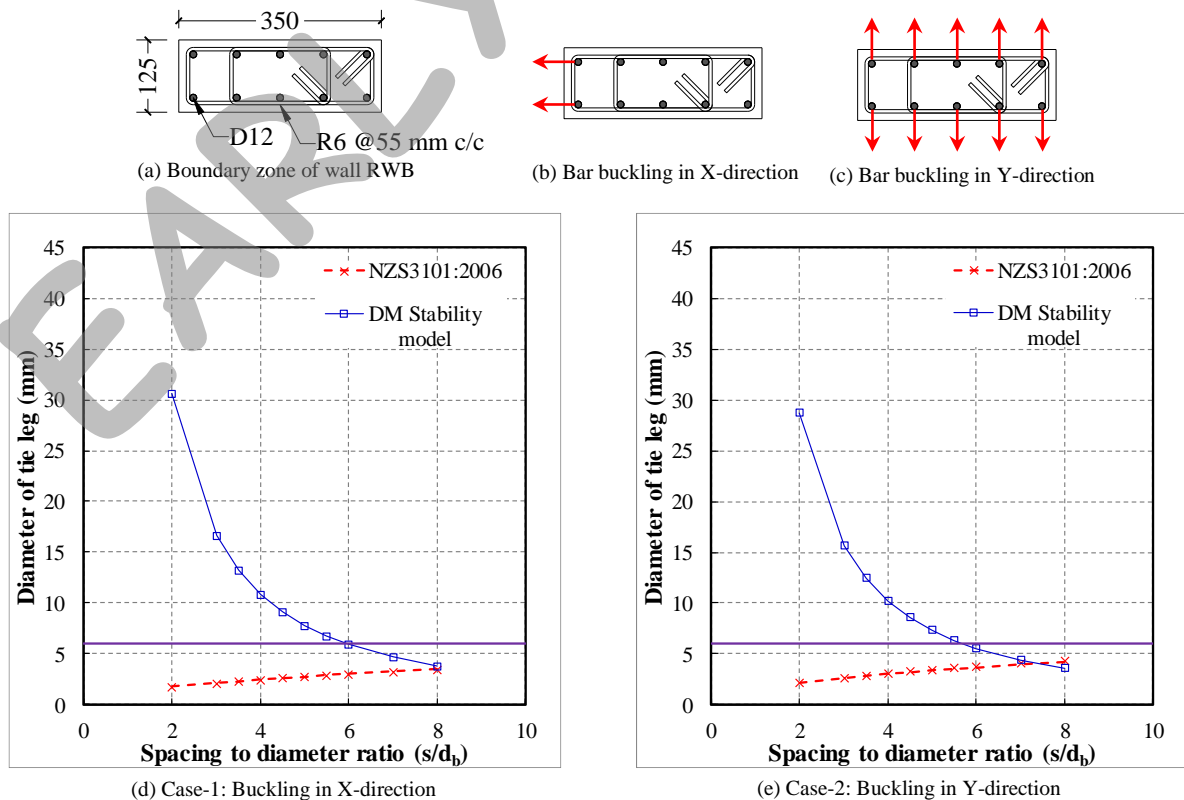 350
125
D12
R6 @55 mm c/c
(a) Boundary zone of wall RWB
(b) Bar buckling in X-direction
(c) Bar buckling in Y-direction
EARLY
45
40
35
30
25
20
15
10
5
0
Diameter of tie leg (mm)
NZS3101:2006
DM Stability
model
0 2 4 6 8 10
Spacing to diameter ratio (s/db)
(d) Case-1: Buckling in X-direction
45
40
35
30
25
20
15
10
5
0
Diameter of tie leg (mm)
NZS3101:2006
DM Stability
model
0 2 4 6 8 10
Spacing to diameter ratio (s/db)
(e) Case-2: Buckling in Y-direction